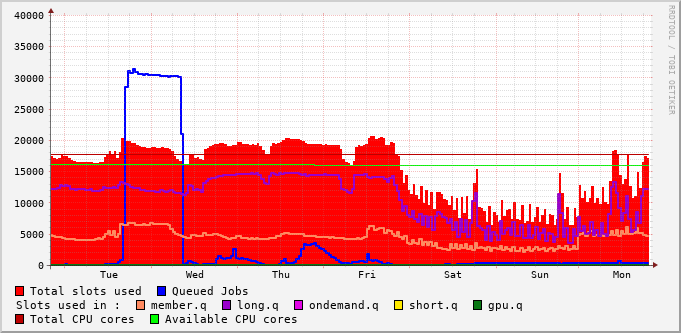 RRDTOOL / TOBI OETIKER
40000
35000
30000
25000
20000
15000
10000
5000
0
Tue Wed Thu Fri Sat Sun Mon
Total slots used Queued Jobs
Slots used in : member.q long.q ondemand.q short.q gpu.q
Total CPU cores Available CPU cores